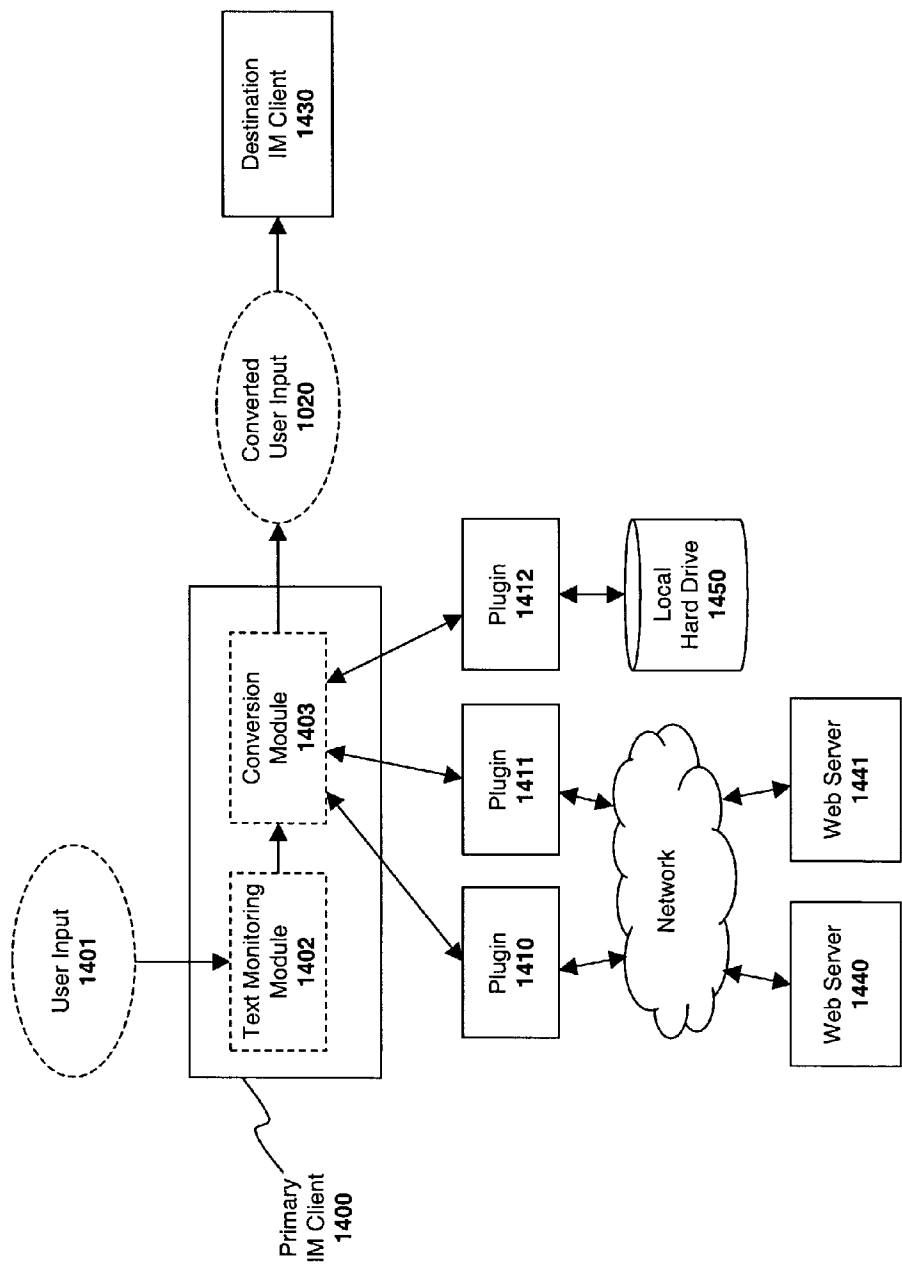 User Input
1401
Primary
IM Client
1400
Text Monitoring
Module
1402
Conversion
Module
1403
Converted
User Input
1020
Destination
IM Client
1430
Plugin
1410
Plugin
1411
Plugin
1412
Network
Local
Hard Drive
1450
Web Server
1440
Web Server
1441